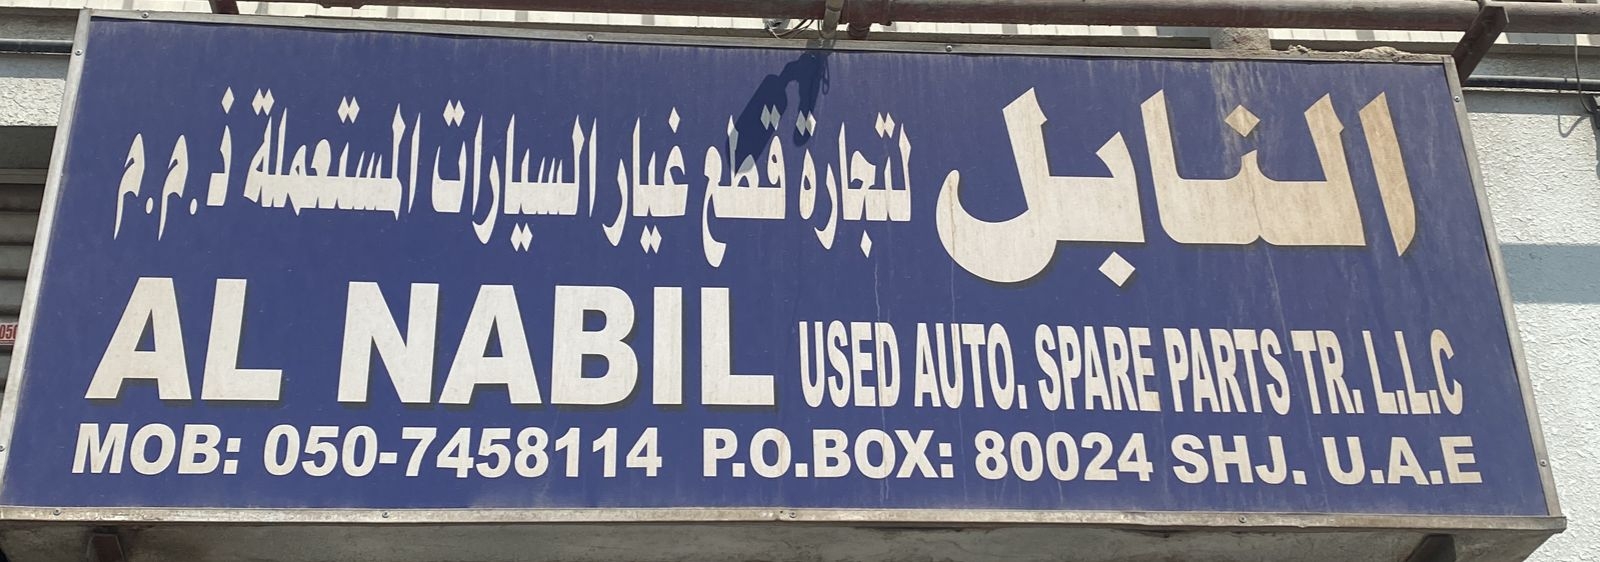 النابل لتجارة قطع غيار السيارات المستعملة ذ.م.م
AL NABIL USED AUTO. SPARE PARTS TR. L.L.C
MOB: 050-7458114 P.O.BOX: 80024 SHJ. U.A.E
050